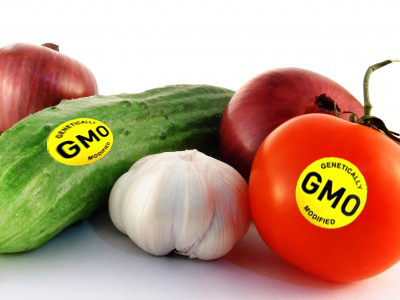 GENETICALLY
GMO
MODIFIED
GENETICALLY
GMO
MODIFIED